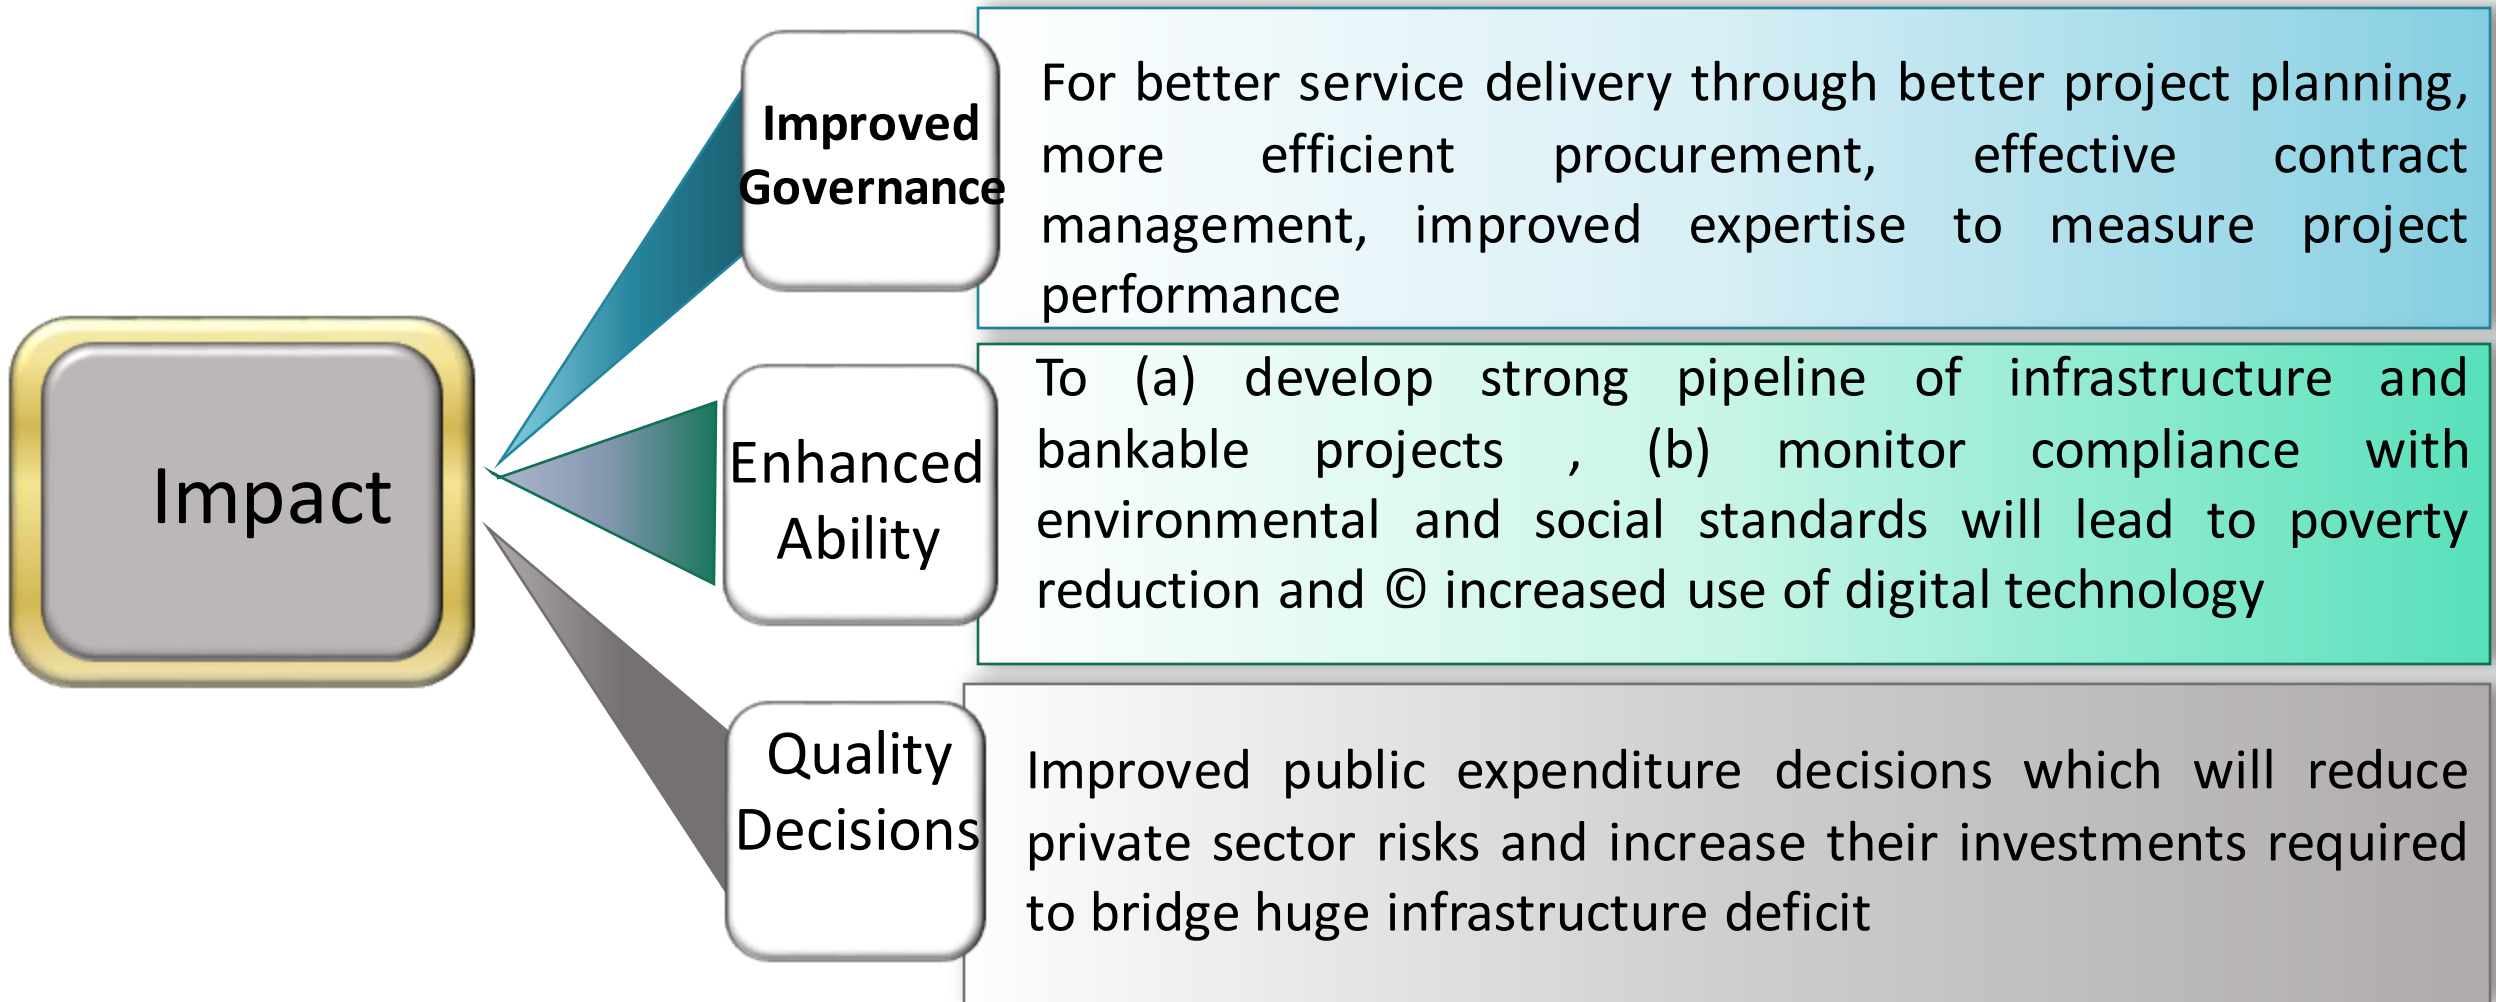 Impact
Improved
Governance
For better service delivery through better project planning,
more efficient procurement, effective contract
management, improved expertise to measure project
performance
Enhanced
Ability
To (a) develop strong pipeline of infrastructure and
bankable projects , (b) monitor compliance with
environmental and social standards will lead to poverty
reduction and © increased use of digital technology
Quality
Decisions
Improved public expenditure decisions which will reduce
private sector risks and increase their investments required
to bridge huge infrastructure deficit